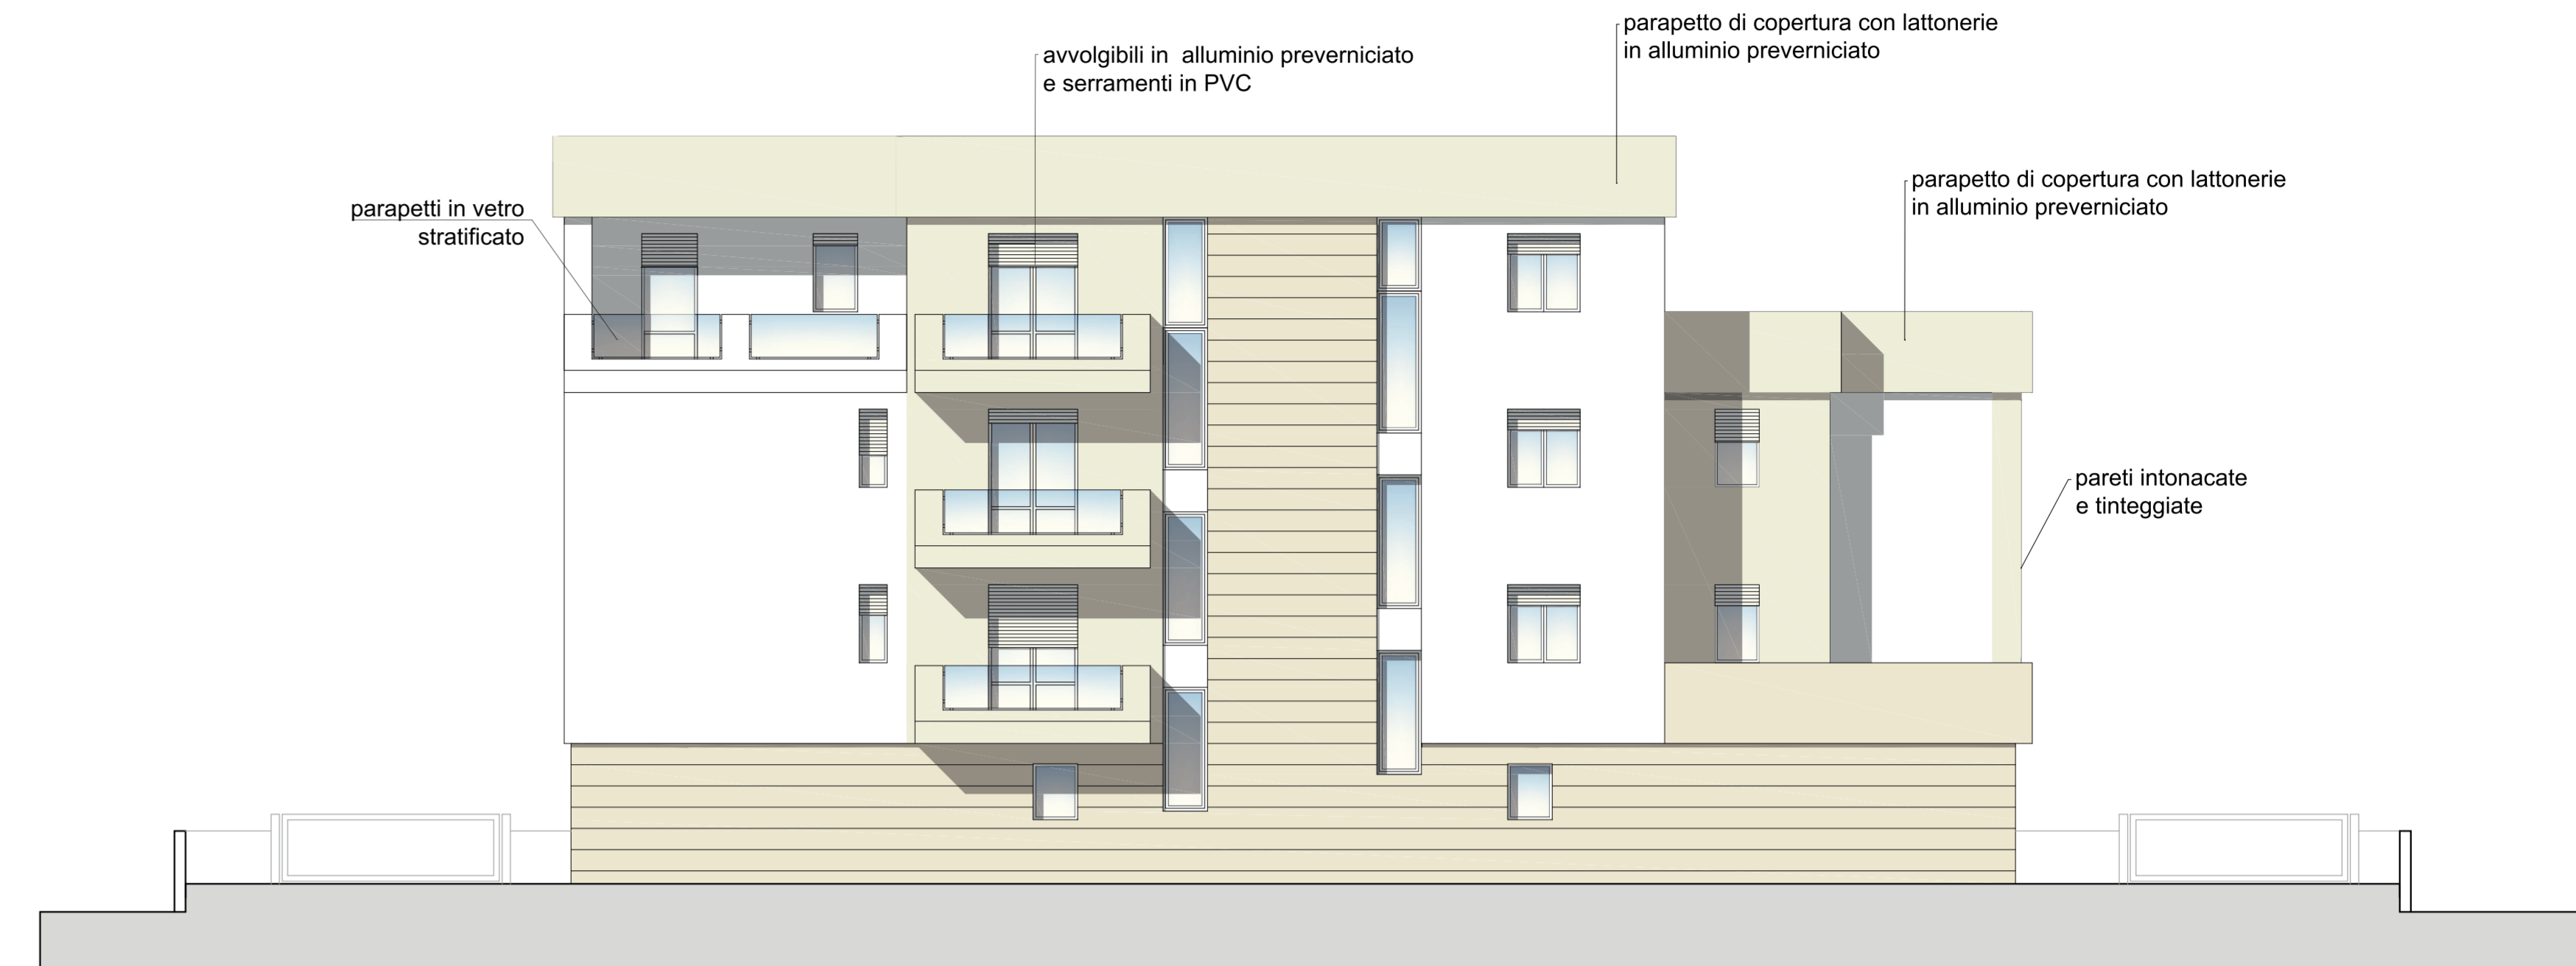 parapetto di copertura con lattonerie
in alluminio preverniciato
avvolgibili in  alluminio preverniciato
e serramenti in PVC
parapetto di copertura con lattonerie
in alluminio preverniciato
parapetti in vetro
stratificato
pareti intonacate
e tinteggiate